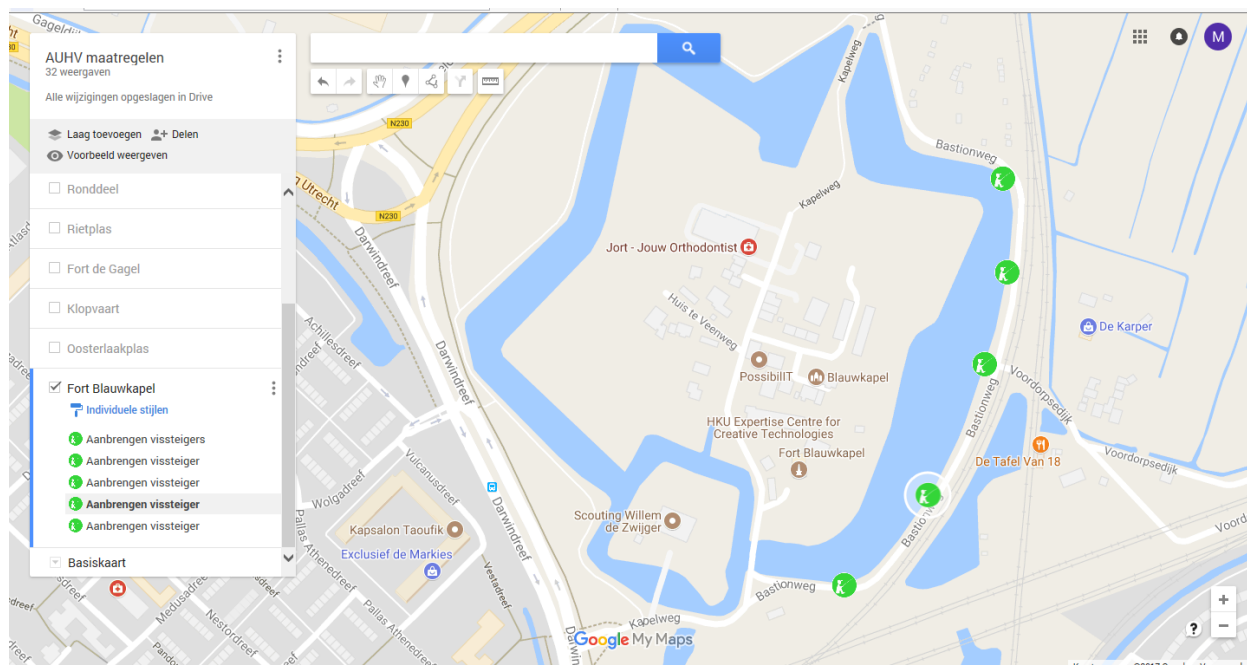 AUHV maatregelen
32 weergaven
Alle wijzigingen opgeslagen in Drive
Laag toevoegen
Delen
Voorbeeld weergeven
Ronddeel
Rietplas
Fort de Gagel
Klopvaart
Oosterlaakplas
Fort Blauwkapel
Individuele stijlen
Aanbrengen vissteigers
Aanbrengen vissteiger
Aanbrengen vissteiger
Aanbrengen vissteiger
Aanbrengen vissteiger
Basiskaart
M
N230
N230
Utrecht
Darwindreef
Darwindreef
Darwindreef
Achillesdreef
Kapelweg
Kapelweg
Bastionweg
Jort - Jouw Orthodontist
Huis te Veenweg
PossibilIT
Blauwkapel
HKU Expertise Centre for
Creative Technologies
Fort Blauwkapel
De Karper
Voordorpsedijk
Voordorpsedijk
Bastionweg
De Tafel Van 18
Bastionweg
Voord
Scouting Willem
de Zwijger
Bastionweg
Kapelweg
Wolgadreef
Vulcanusdreef
Pallas Athenedreef
Kapsalon Taoufik
Exclusief de Markies
Vestadreef
Pallas Athenedreef
Medusadreef
Nestordreef
Google My Maps
+
−
?